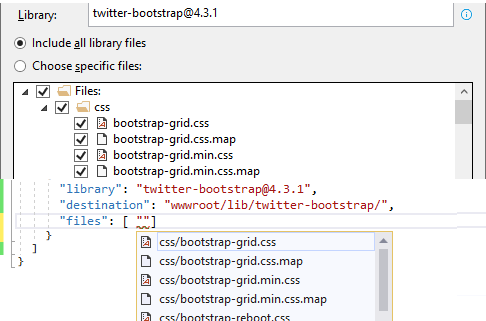 Library: twitter-bootstrap@4.3.1
Include all library files
Choose specific files:
Files:
css
bootstrap-grid.css
bootstrap-grid.css.map
bootstrap-grid.min.css
bootstrap-grid.min.css.map
"library": "twitter-bootstrap@4.3.1",
"destination": "wwwroot/lib/twitter-bootstrap/",
"files": [ ""]
}
]
}
css/bootstrap-grid.css
css/bootstrap-grid.css.map
css/bootstrap-grid.min.css
css/bootstrap-grid.min.css.map
css/bootstrap-reboot.css